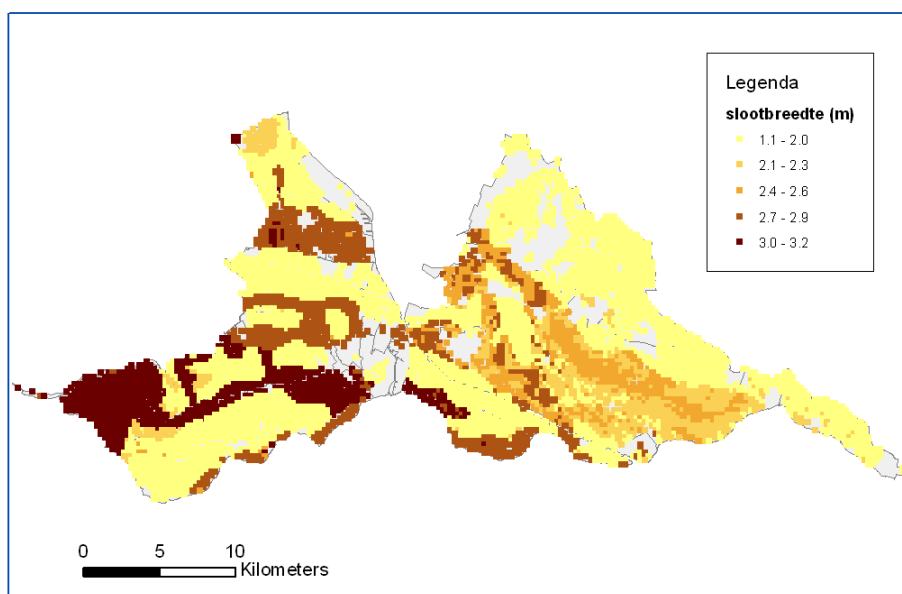 Legenda
slootbreedte (m)
1.1 - 2.0
2.1 - 2.3
2.4 - 2.6
2.7 - 2.9
3.0 - 3.2
0 5 10
Kilometers